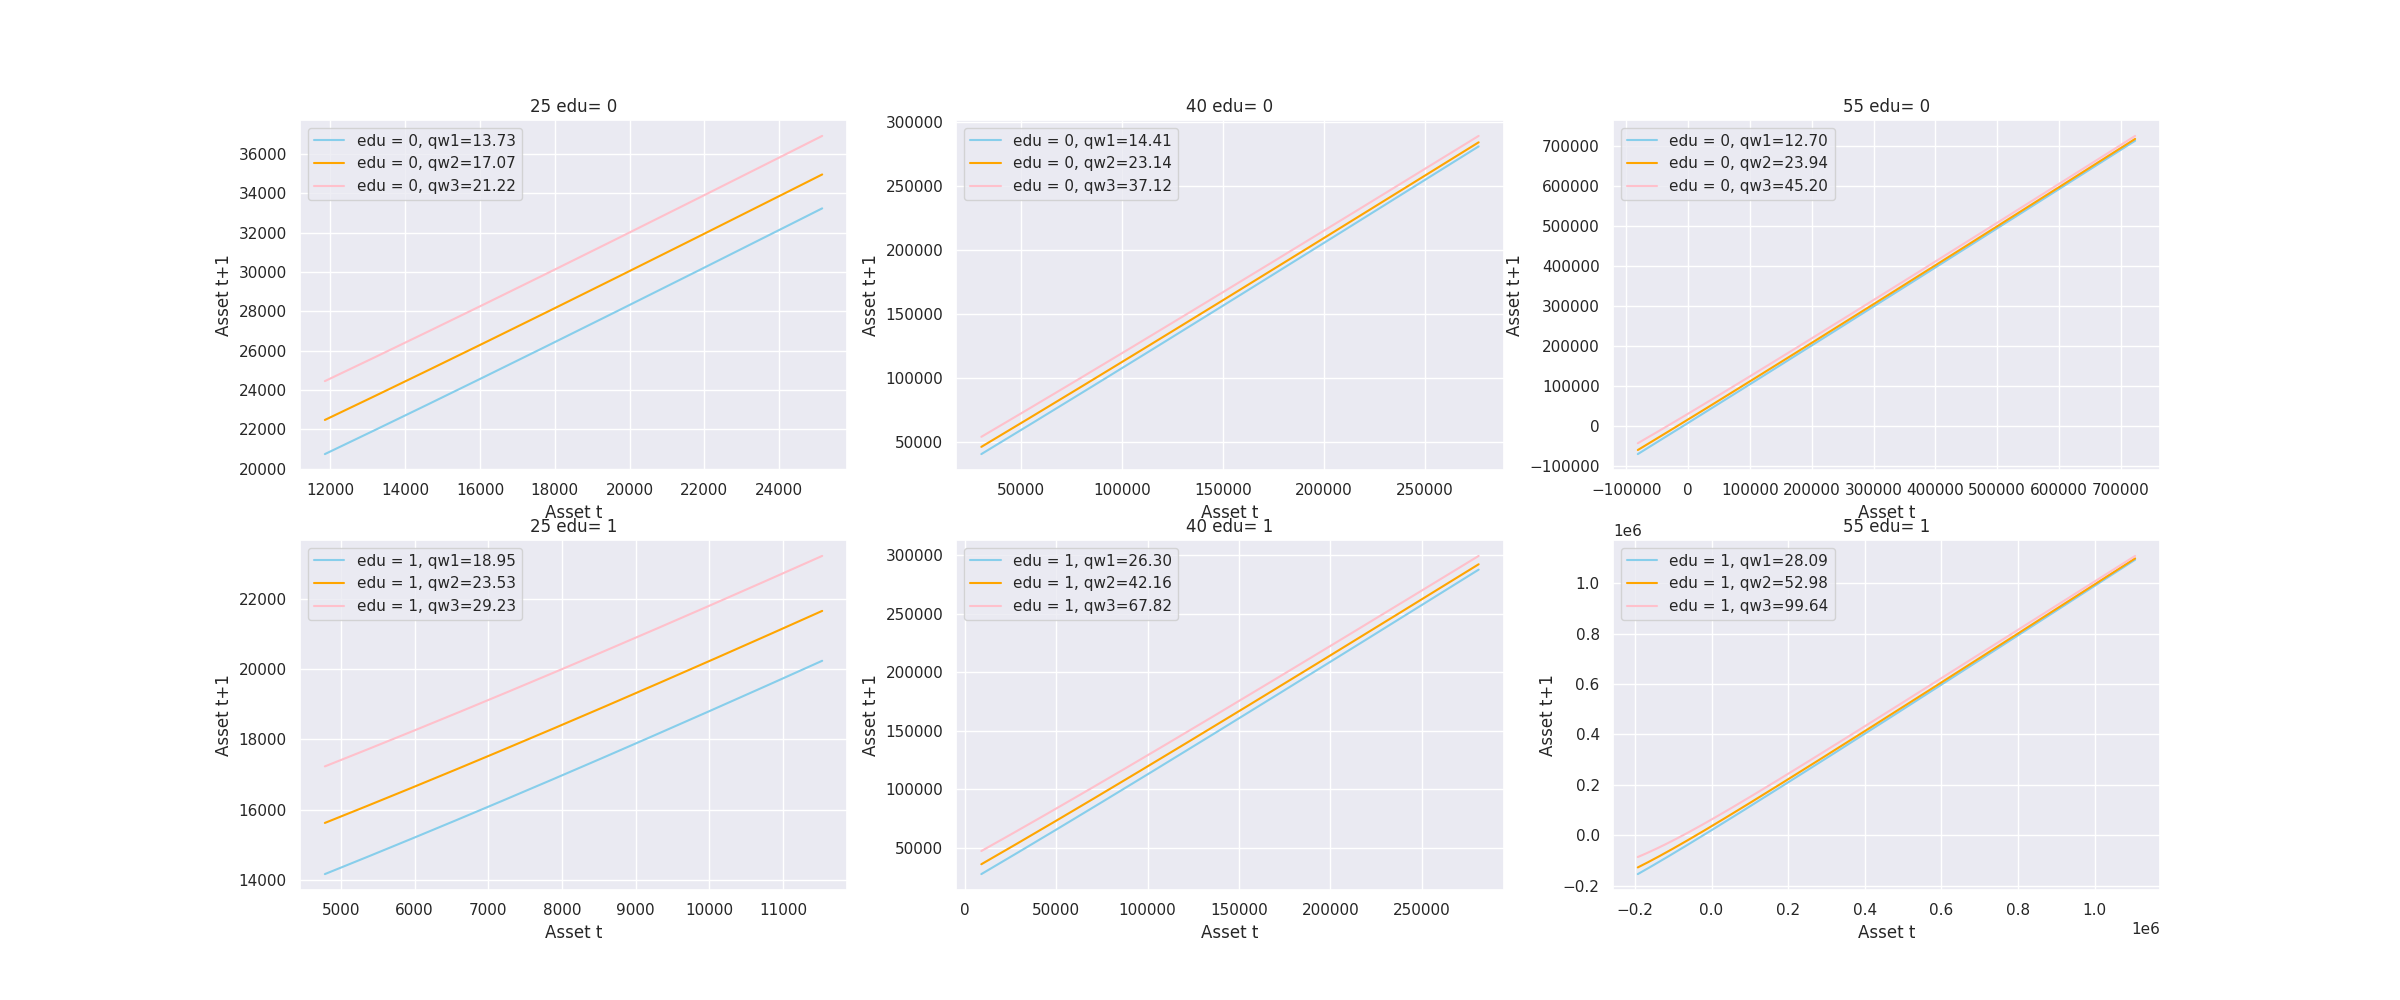 25 edu= 0
edu = 0, qw1=13.73
edu = 0, qw2=17.07
edu = 0, qw3=21.22
36000
34000
32000
30000
28000
26000
24000
22000
20000
Asset t+1
12000 14000 16000 18000 20000 22000 24000
Asset t
40 edu= 0
edu = 0, qw1=14.41
edu = 0, qw2=23.14
edu = 0, qw3=37.12
300000
250000
200000
150000
100000
50000
Asset t+1
50000 100000 150000 200000 250000
Asset t
55 edu= 0
edu = 0, qw1=12.70
edu = 0, qw2=23.94
edu = 0, qw3=45.20
700000
600000
500000
400000
300000
200000
100000
0
−100000
Asset t+1
−100000 0 100000 200000 300000 400000 500000 600000 700000
Asset t
25 edu= 1
edu = 1, qw1=18.95
edu = 1, qw2=23.53
edu = 1, qw3=29.23
22000
20000
18000
16000
14000
Asset t+1
5000 6000 7000 8000 9000 10000 11000
Asset t
40 edu= 1
edu = 1, qw1=26.30
edu = 1, qw2=42.16
edu = 1, qw3=67.82
300000
250000
200000
150000
100000
50000
Asset t+1
0 50000 100000 150000 200000 250000
Asset t
55 edu= 1
1e6
edu = 1, qw1=28.09
edu = 1, qw2=52.98
edu = 1, qw3=99.64
1.0
0.8
0.6
0.4
0.2
0.0
−0.2
Asset t+1
−0.2 0.0 0.2 0.4 0.6 0.8 1.0
1e6
Asset t